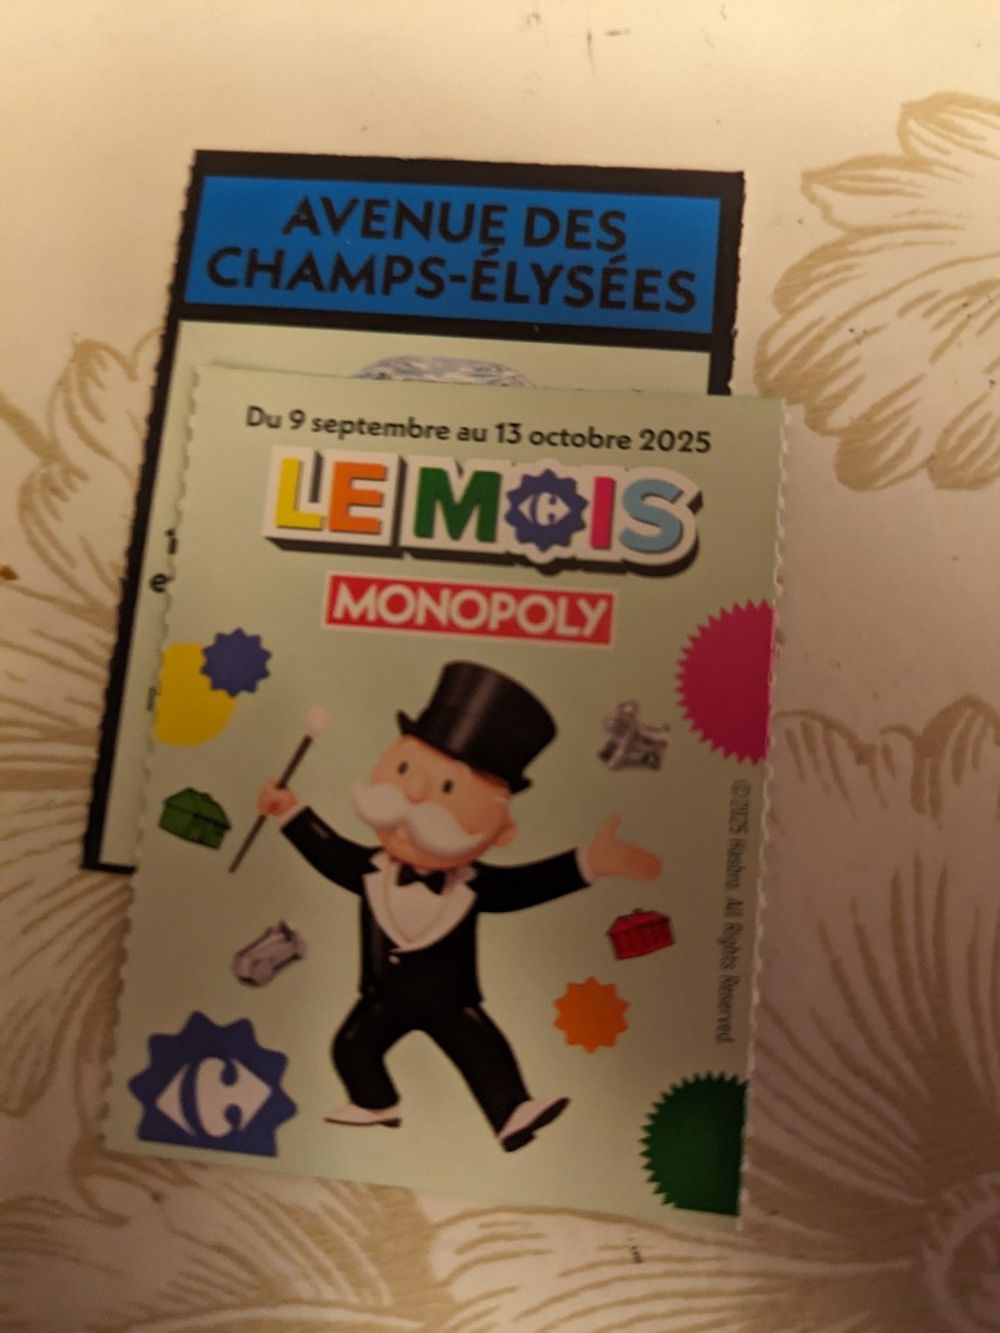 AVENUE DES
CHAMPS-ÉLYSÉES
Du 9 septembre au 13 octobre 2025
LE MOIS
MONOPOLY
©2025 Hasbro. All Rights Reserved.